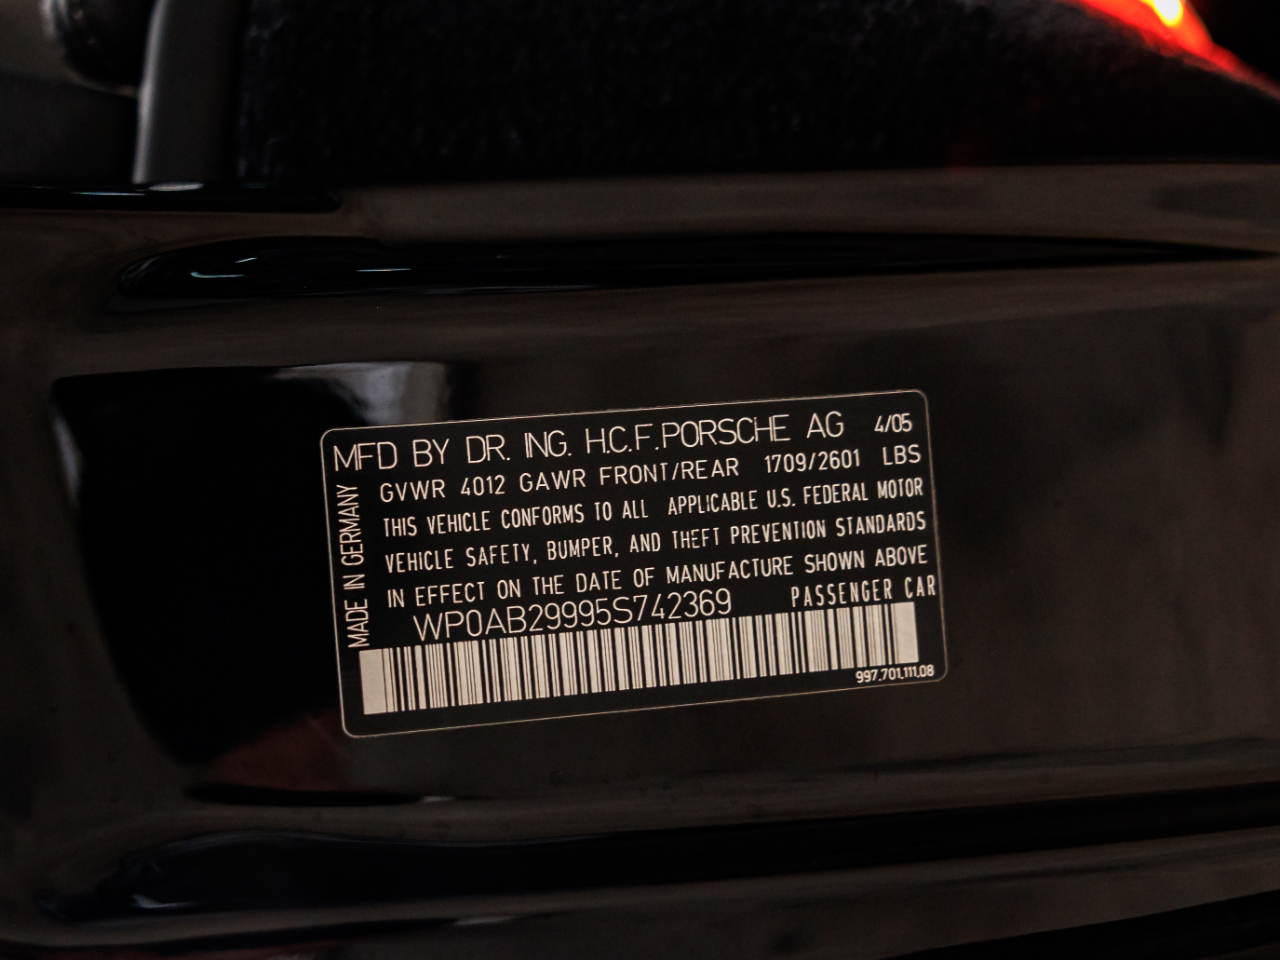 MFD BY DR. ING. H.C.F.PORSCHE AG 4/05
GVWR 4012 GAWR FRONT/REAR 1709/2601 LBS
THIS VEHICLE CONFORMS TO ALL APPLICABLE U.S. FEDERAL MOTOR
VEHICLE SAFETY, BUMPER, AND THEFT PREVENTION STANDARDS
IN EFFECT ON THE DATE OF MANUFACTURE SHOWN ABOVE
WP0AB29995S742369 PASSENGER CAR
997.701.111.08
MADE IN GERMANY